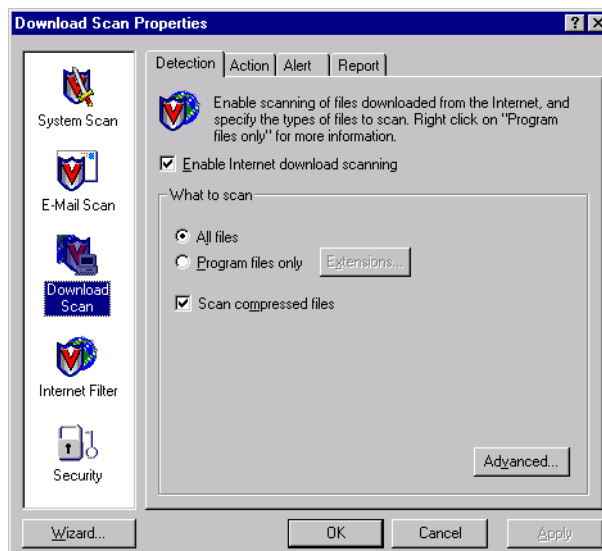 Download Scan Properties
System Scan
E-Mail Scan
Download
Scan
Internet Filter
Security
Detection
Action
Alert
Report
Enable scanning of files downloaded from the Internet, and
specify the types of files to scan. Right click on "Program
files only" for more information.
Enable Internet download scanning
What to scan
All files
Program files only
Extensions...
Scan compressed files
Advanced...
Wizard...
OK
Cancel
Apply